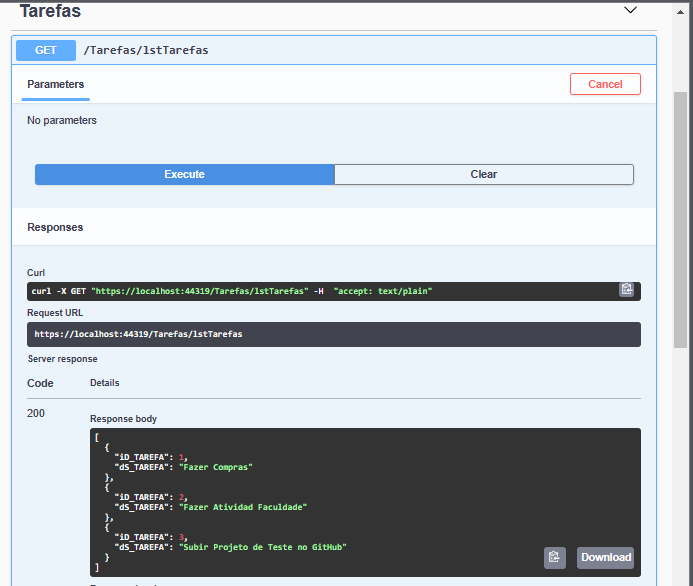 Tarefas
GET /Tarefas/lstTarefas
Parameters
Cancel
No parameters
Execute
Clear
Responses
Curl
curl -X GET "https://localhost:44319/Tarefas/lstTarefas" -H  "accept: text/plain"
Request URL
https://localhost:44319/Tarefas/lstTarefas
Server response
Code Details
200
Response body
[
  {
    "iD_TAREFA": 1,
    "dS_TAREFA": "Fazer Compras"
  },
  {
    "iD_TAREFA": 2,
    "dS_TAREFA": "Fazer Atividad Faculdade"
  },
  {
    "iD_TAREFA": 3,
    "dS_TAREFA": "Subir Projeto de Teste no GitHub"
  }
]
Download